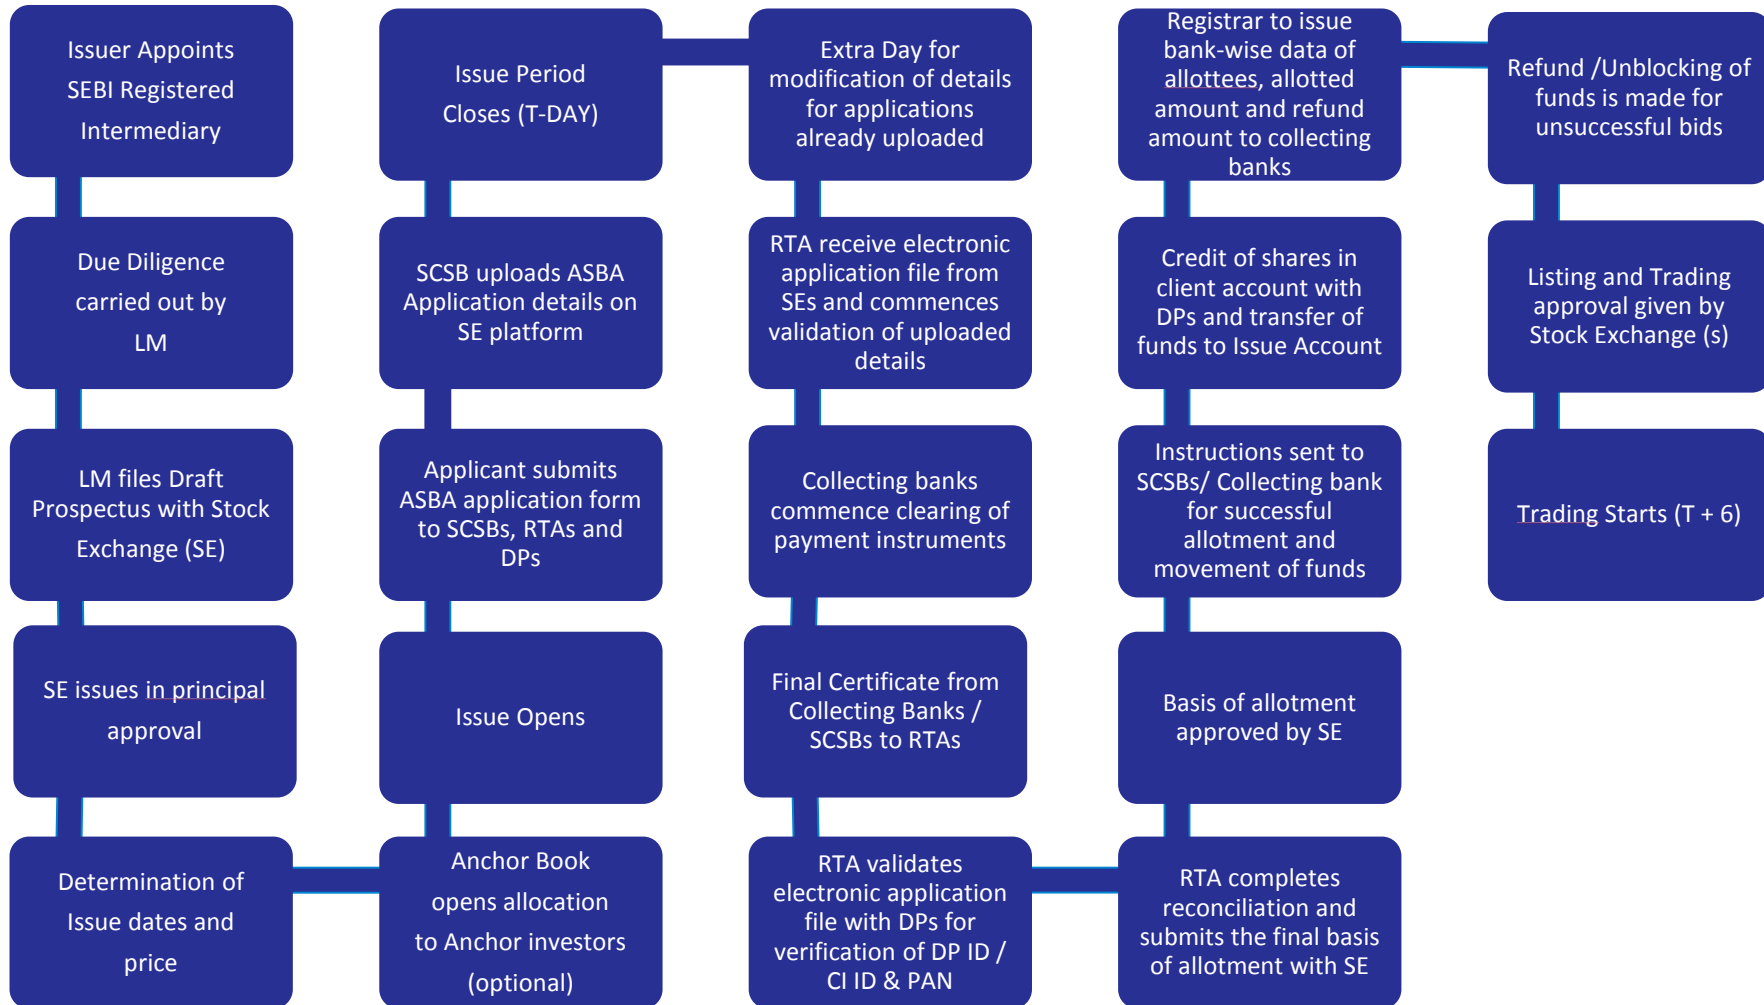 Issuer Appoints
SEBI Registered
Intermediary
Due Diligence
carried out by
LM
LM files Draft
Prospectus with Stock
Exchange (SE)
SE issues in principal
approval
Determination of
Issue dates and
price
Anchor Book
opens allocation
to Anchor investors
(optional)
Issue Opens
Applicant submits
ASBA application form
to SCSBs, RTAs and
DPs
SCSB uploads ASBA
Application details on
SE platform
Issue Period
Closes (T-DAY)
Extra Day for
modification of details
for applications
already uploaded
RTA receive electronic
application file from
SEs and commences
validation of uploaded
details
Collecting banks
commence clearing of
payment instruments
Final Certificate from
Collecting Banks /
SCSBs to RTAs
RTA validates
electronic application
file with DPs for
verification of DP ID /
CI ID & PAN
RTA completes
reconciliation and
submits the final basis
of allotment with SE
Basis of allotment
approved by SE
Instructions sent to
SCSBs/ Collecting bank
for successful
allotment and
movement of funds
Credit of shares in
client account with
DPs and transfer of
funds to Issue Account
Registrar to issue
bank-wise data of
allottees, allotted
amount and refund
amount to collecting
banks
Refund /Unblocking of
funds is made for
unsuccessful bids
Listing and Trading
approval given by
Stock Exchange (s)
Trading Starts (T + 6)